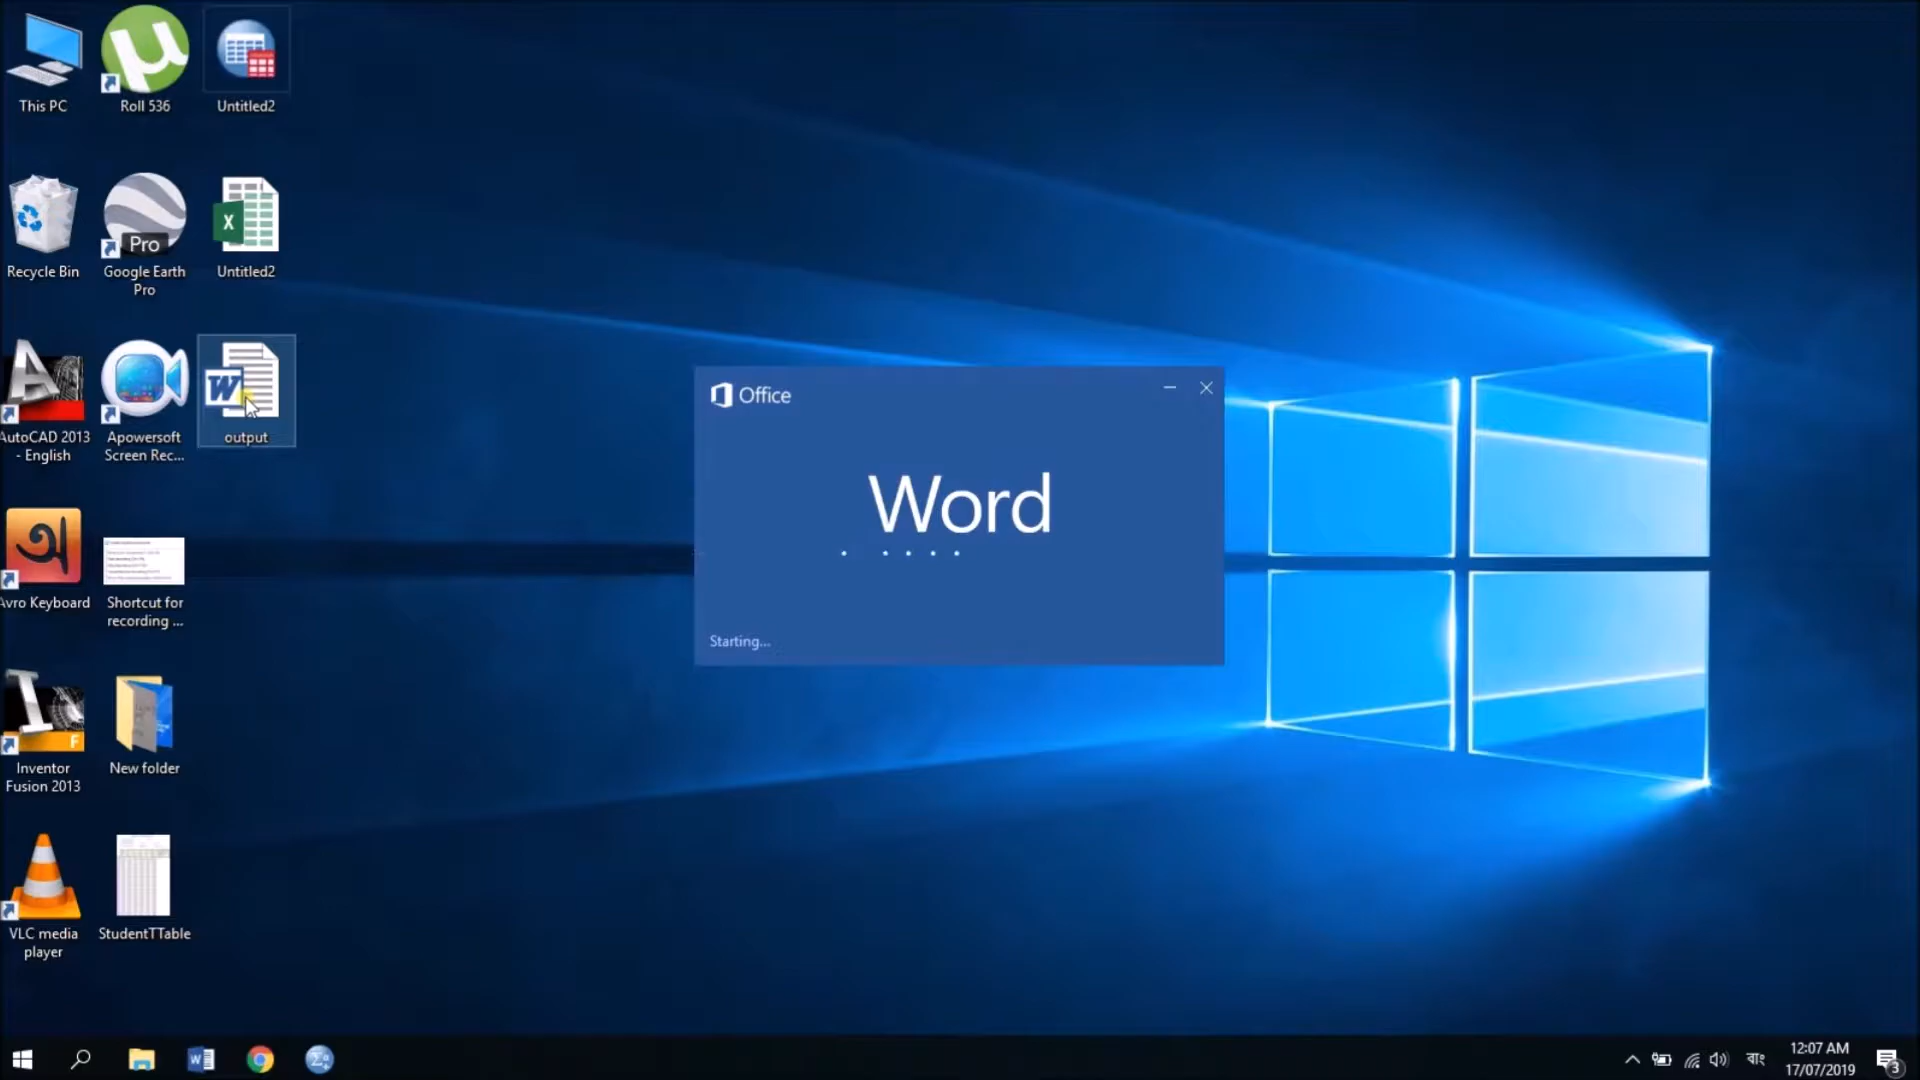 This PC
Roll 536
Untitled2
Recycle Bin
Pro
Google Earth
Pro
X
Untitled2
AutoCAD 2013
- English
Apowersoft
Screen Rec...
W
output
Office
Word
Starting...
অ
Avro Keyboard
Shortcut for
recording ...
F
Inventor
Fusion 2013
New folder
VLC media
player
StudentTTable
বাং
12:07 AM
17/07/2019
3